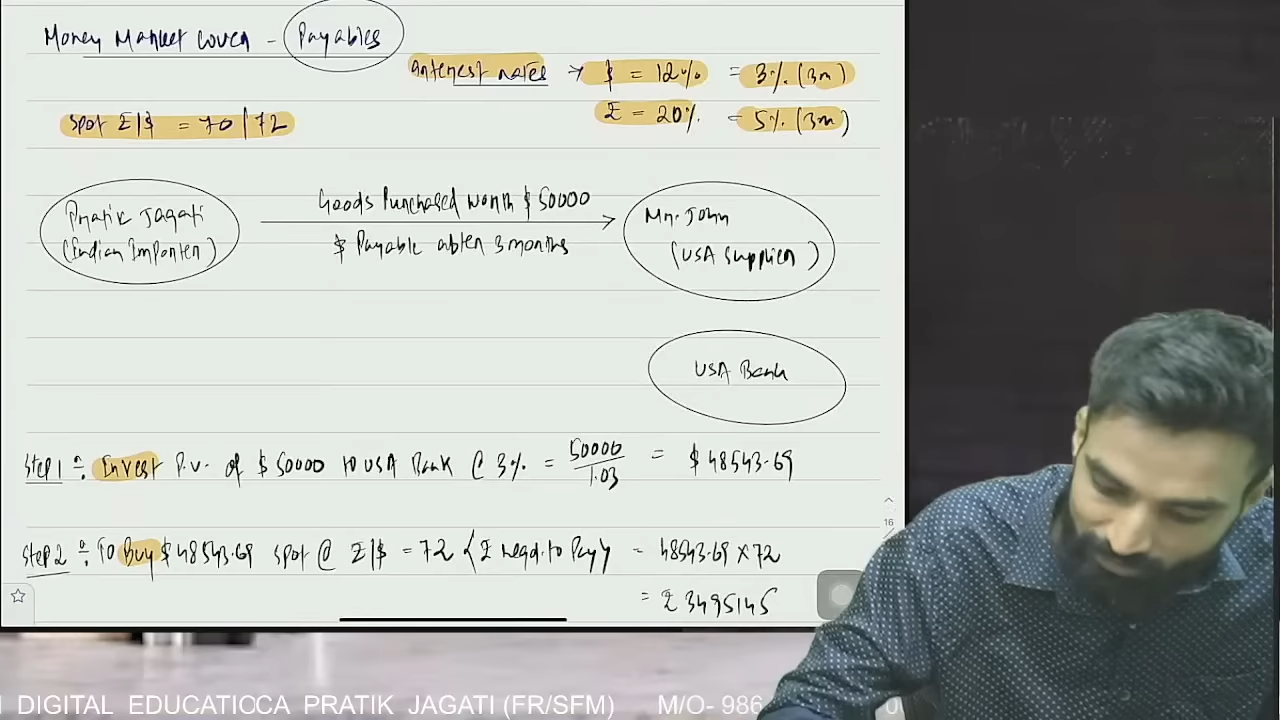 Money Market cover - Payables
Interest rates → $ = 12% = 3% (3m)
₹ = 20% = 5% (3m)
Spot ₹/$ = 70/72
Pratik Jagati
(Indian Importer)
Goods Purchased worth $ 50000
$ Payable after 3 months
Mr. John
(USA Supplier)
USA Bank
Step 1 :- Invest P.V. of $ 50000 to USA Bank @ 3% = 50000/1.03 = $ 48543.69
16
Step 2 :- To Buy $ 48543.69 spot @ ₹/$ = 72 {₹ reqd. to Pay} = 48543.69 x 72
= ₹ 3495145
DIGITAL EDUCATIOCA PRATIK JAGATI (FR/SFM) M/O- 986